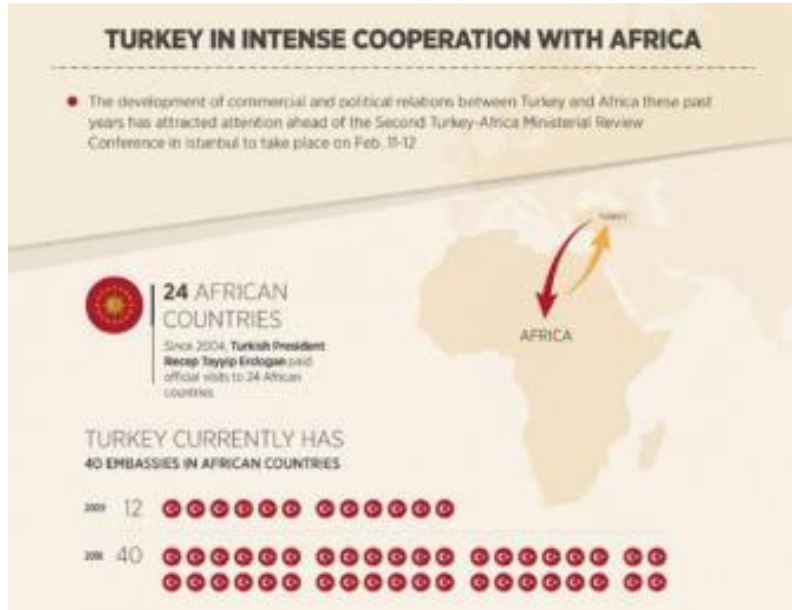 TURKEY IN INTENSE COOPERATION WITH AFRICA
The development of commercial and political relations between Turkey and Africa these past
years has attracted attention ahead of the Second Turkey-Africa Ministerial Review
Conference in Istanbul to take place on Feb. 11-12
TURKEY
AFRICA
24 AFRICAN
COUNTRIES
Since 2004, Turkish President
Recep Tayyip Erdogan paid
official visits to 24 African
countries
TURKEY CURRENTLY HAS
40 EMBASSIES IN AFRICAN COUNTRIES
2009 12
40